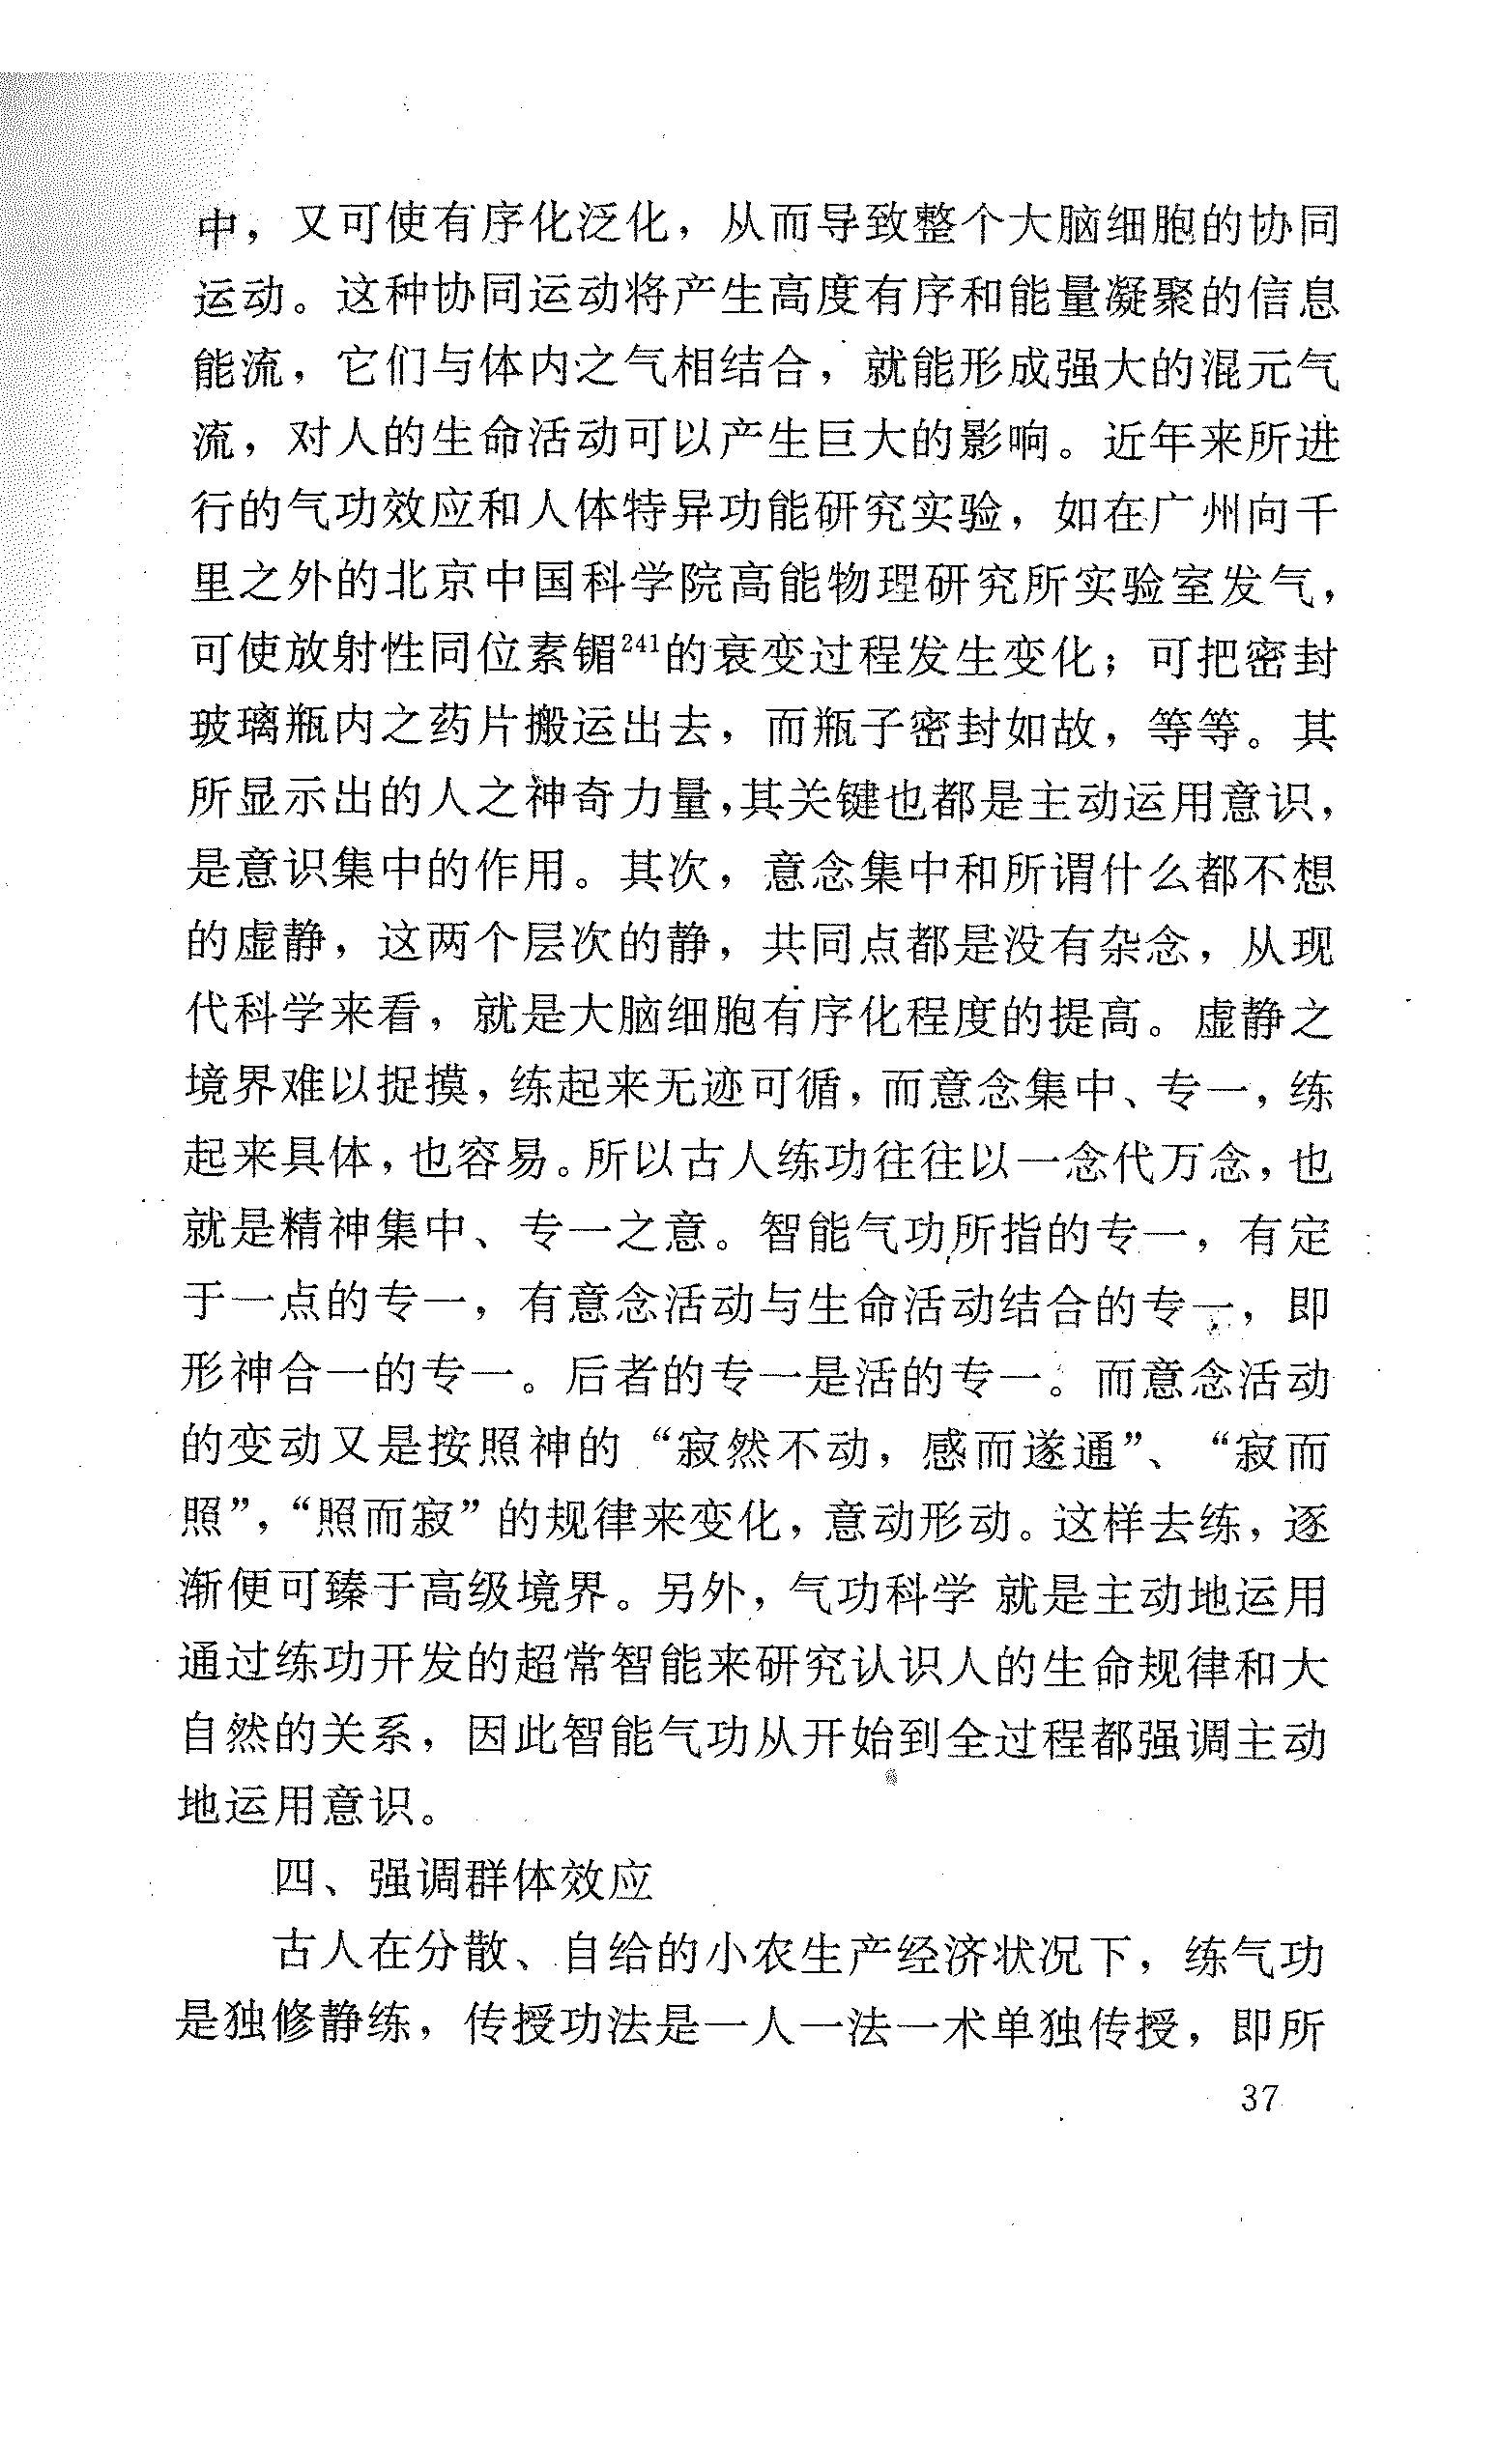 中，又可使有序化泛化，从而导致整个大脑细胞的协同
运动。这种协同运动将产生高度有序和能量凝聚的信息
能流，它们与体内之气相结合，就能形成强大的混元气
流，对人的生命活动可以产生巨大的影响。近年来所进
行的气功效应和人体特异功能研究实验，如在广州向千
里之外的北京中国科学院高能物理研究所实验室发气，
可使放射性同位素镅²⁴¹的衰变过程发生变化；可把密封
玻璃瓶内之药片搬运出去，而瓶子密封如故，等等。其
所显示出的人之神奇力量，其关键也都是主动运用意识，
是意识集中的作用。其次，意念集中和所谓什么都不想
的虚静，这两个层次的静，共同点都是没有杂念，从现
代科学来看，就是大脑细胞有序化程度的提高。虚静之
境界难以捉摸，练起来无迹可循，而意念集中、专一，练
起来具体，也容易。所以古人练功往往以一念代万念，也
就是精神集中、专一之意。智能气功所指的专一，有定
于一点的专一，有意念活动与生命活动结合的专一，即
形神合一的专一。后者的专一是活的专一。而意念活动
的变动又是按照神的“寂然不动，感而遂通”、“寂而
照”，“照而寂”的规律来变化，意动形动。这样去练，逐
渐便可臻于高级境界。另外，气功科学 就是主动地运用
通过练功开发的超常智能来研究认识人的生命规律和大
自然的关系，因此智能气功从开始到全过程都强调主动
地运用意识。
四、强调群体效应
古人在分散、自给的小农生产经济状况下，练气功
是独修静练，传授功法是一人一法一术单独传授，即所
37